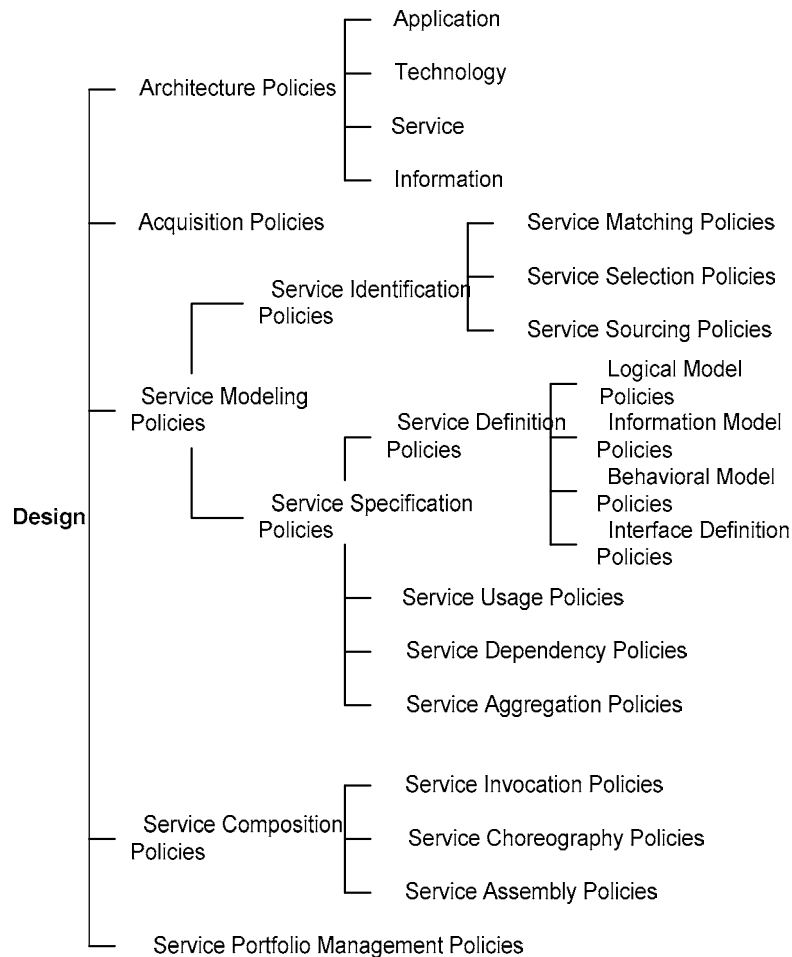 Application
Architecture Policies
Technology
Service
Information
Acquisition Policies
Service Matching Policies
Service Identification
Policies
Service Selection Policies
Service Sourcing Policies
Service Modeling
Policies
Logical Model
Policies
Service Definition
Policies
Information Model
Policies
Behavioral Model
Policies
Service Specification
Policies
Interface Definition
Policies
Design
Service Usage Policies
Service Dependency Policies
Service Aggregation Policies
Service Invocation Policies
Service Composition
Policies
Service Choreography Policies
Service Assembly Policies
Service Portfolio Management Policies